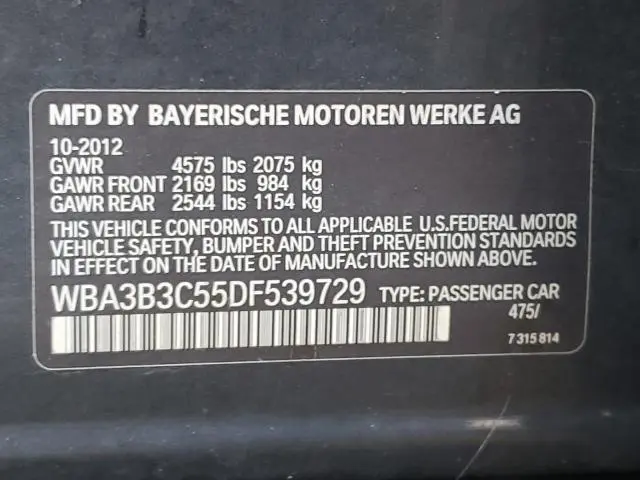 MFD BY BAYERISCHE MOTOREN WERKE AG
10-2012
GVWR 4575 lbs 2075 kg
GAWR FRONT 2169 lbs 984 kg
GAWR REAR 2544 lbs 1154 kg
THIS VEHICLE CONFORMS TO ALL APPLICABLE U.S.FEDERAL MOTOR
VEHICLE SAFETY, BUMPER AND THEFT PREVENTION STANDARDS
IN EFFECT ON THE DATE OF MANUFACTURE SHOWN ABOVE.
WBA3B3C55DF539729 TYPE: PASSENGER CAR
475/
7 315 814